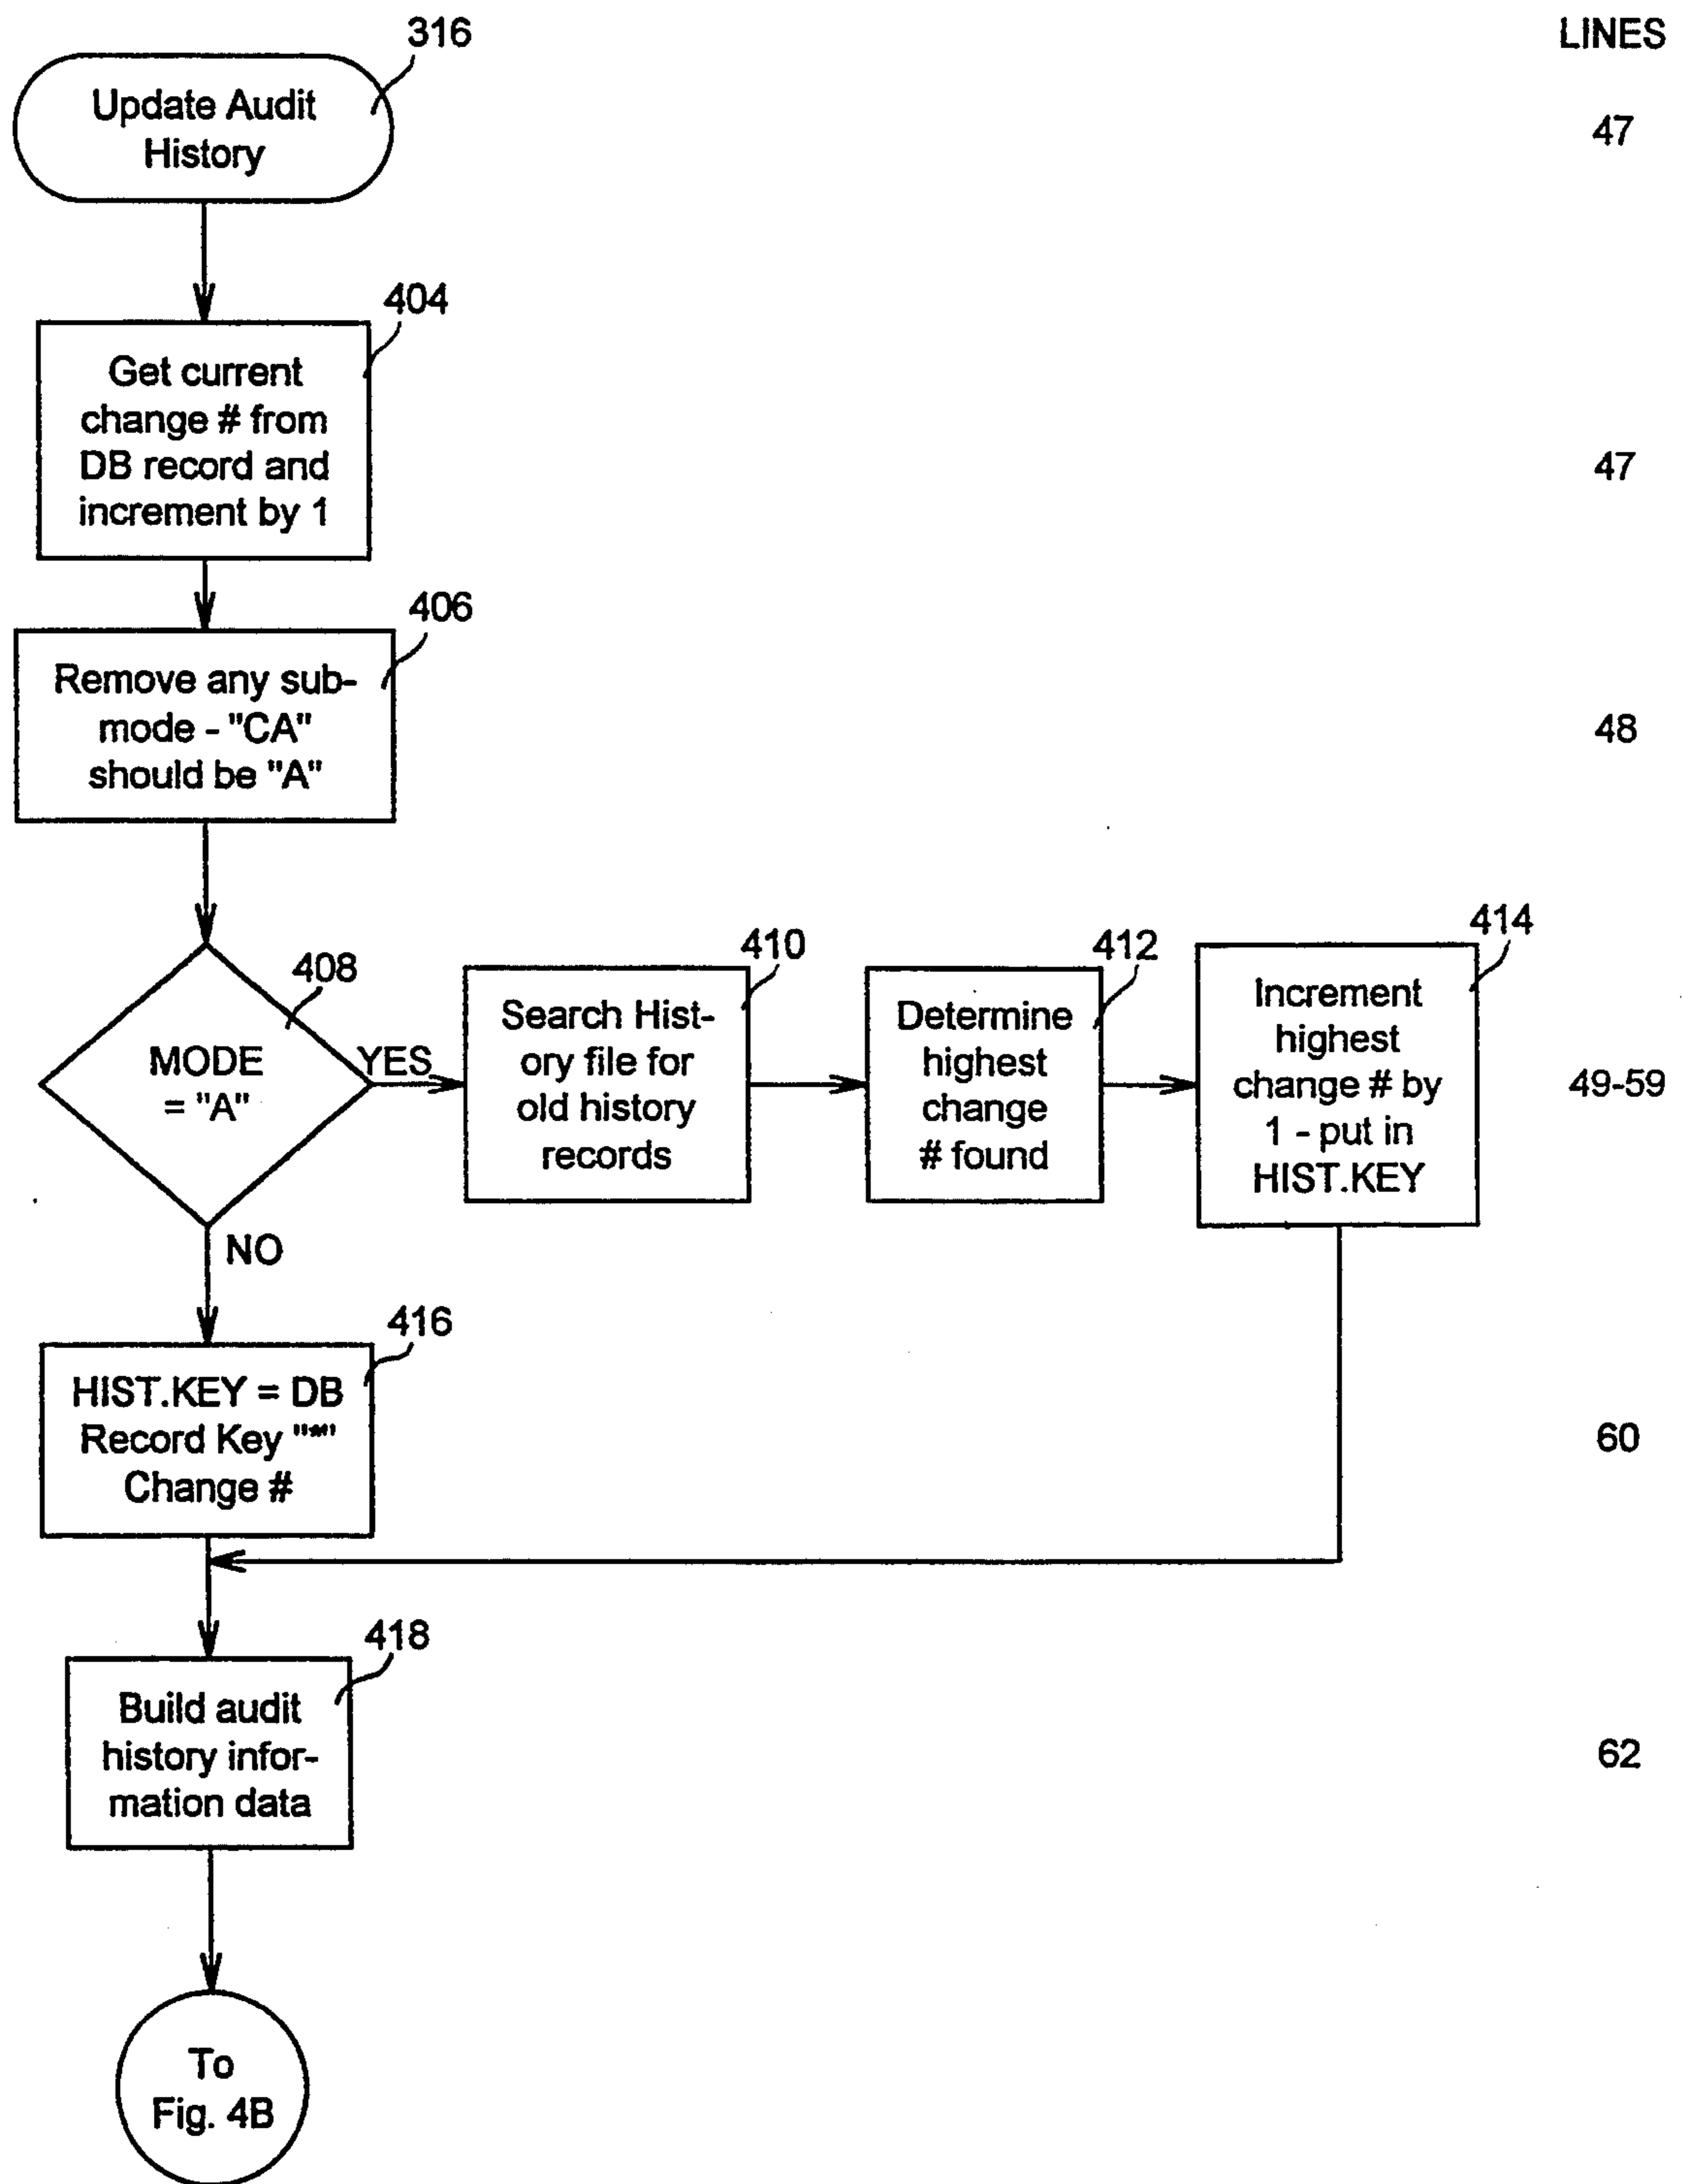 316
LINES
Update Audit
History
47
404
Get current
change # from
DB record and
increment by 1
47
406
Remove any sub-
mode - "CA"
should be "A"
48
408
MODE
= "A"
YES
NO
410
Search Hist-
ory file for
old history
records
412
Determine
highest
change
# found
414
Increment
highest
change # by
1 - put in
HIST.KEY
49-59
416
HIST.KEY = DB
Record Key "*"
Change #
60
418
Build audit
history infor-
mation data
62
To
Fig. 4B